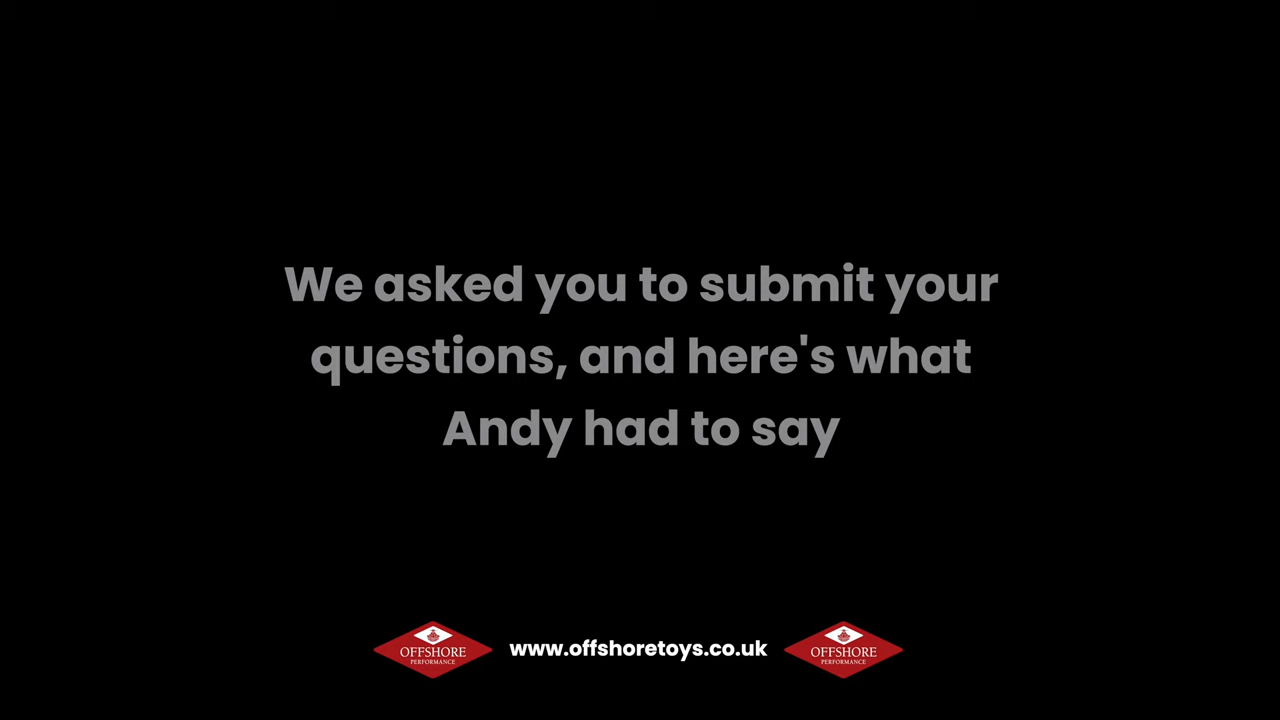 We asked you to submit your
questions, and here's what
Andy had to say
OFFSHORE
PERFORMANCE
www.offshoretoys.co.uk
OFFSHORE
PERFORMANCE